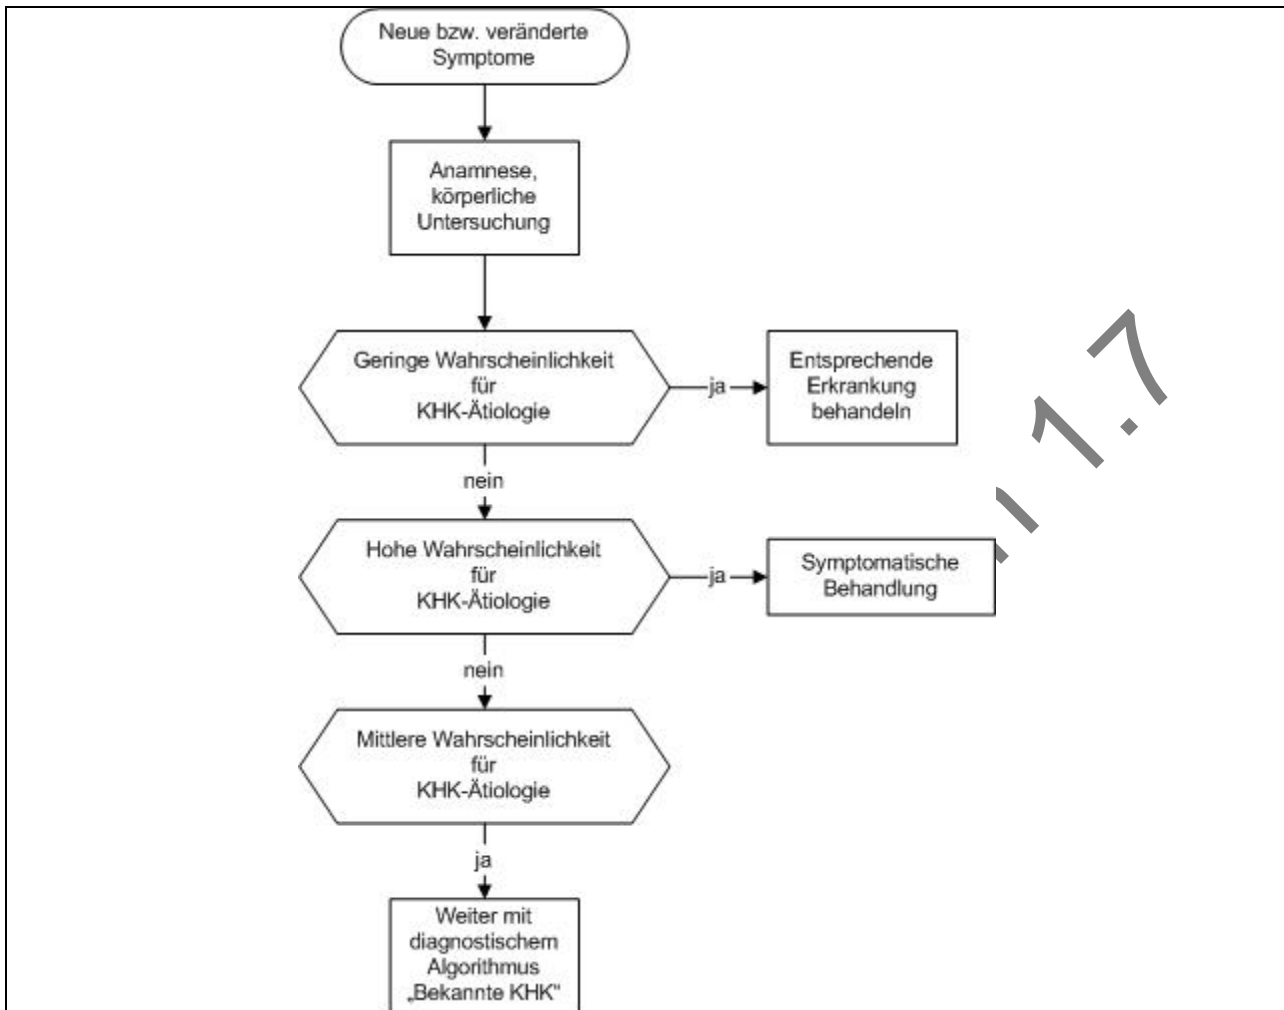 Neue bzw. veränderte
Symptome
Anamnese,
körperliche
Untersuchung
Geringe Wahrscheinlichkeit
für
KHK-Ätiologie
ja
Entsprechende
Erkrankung
behandeln
nein
Hohe Wahrscheinlichkeit
für
KHK-Ätiologie
ja
Symptomatische
Behandlung
nein
Mittlere Wahrscheinlichkeit
für
KHK-Ätiologie
ja
Weiter mit
diagnostischem
Algorithmus
„Bekannte KHK"
1.7